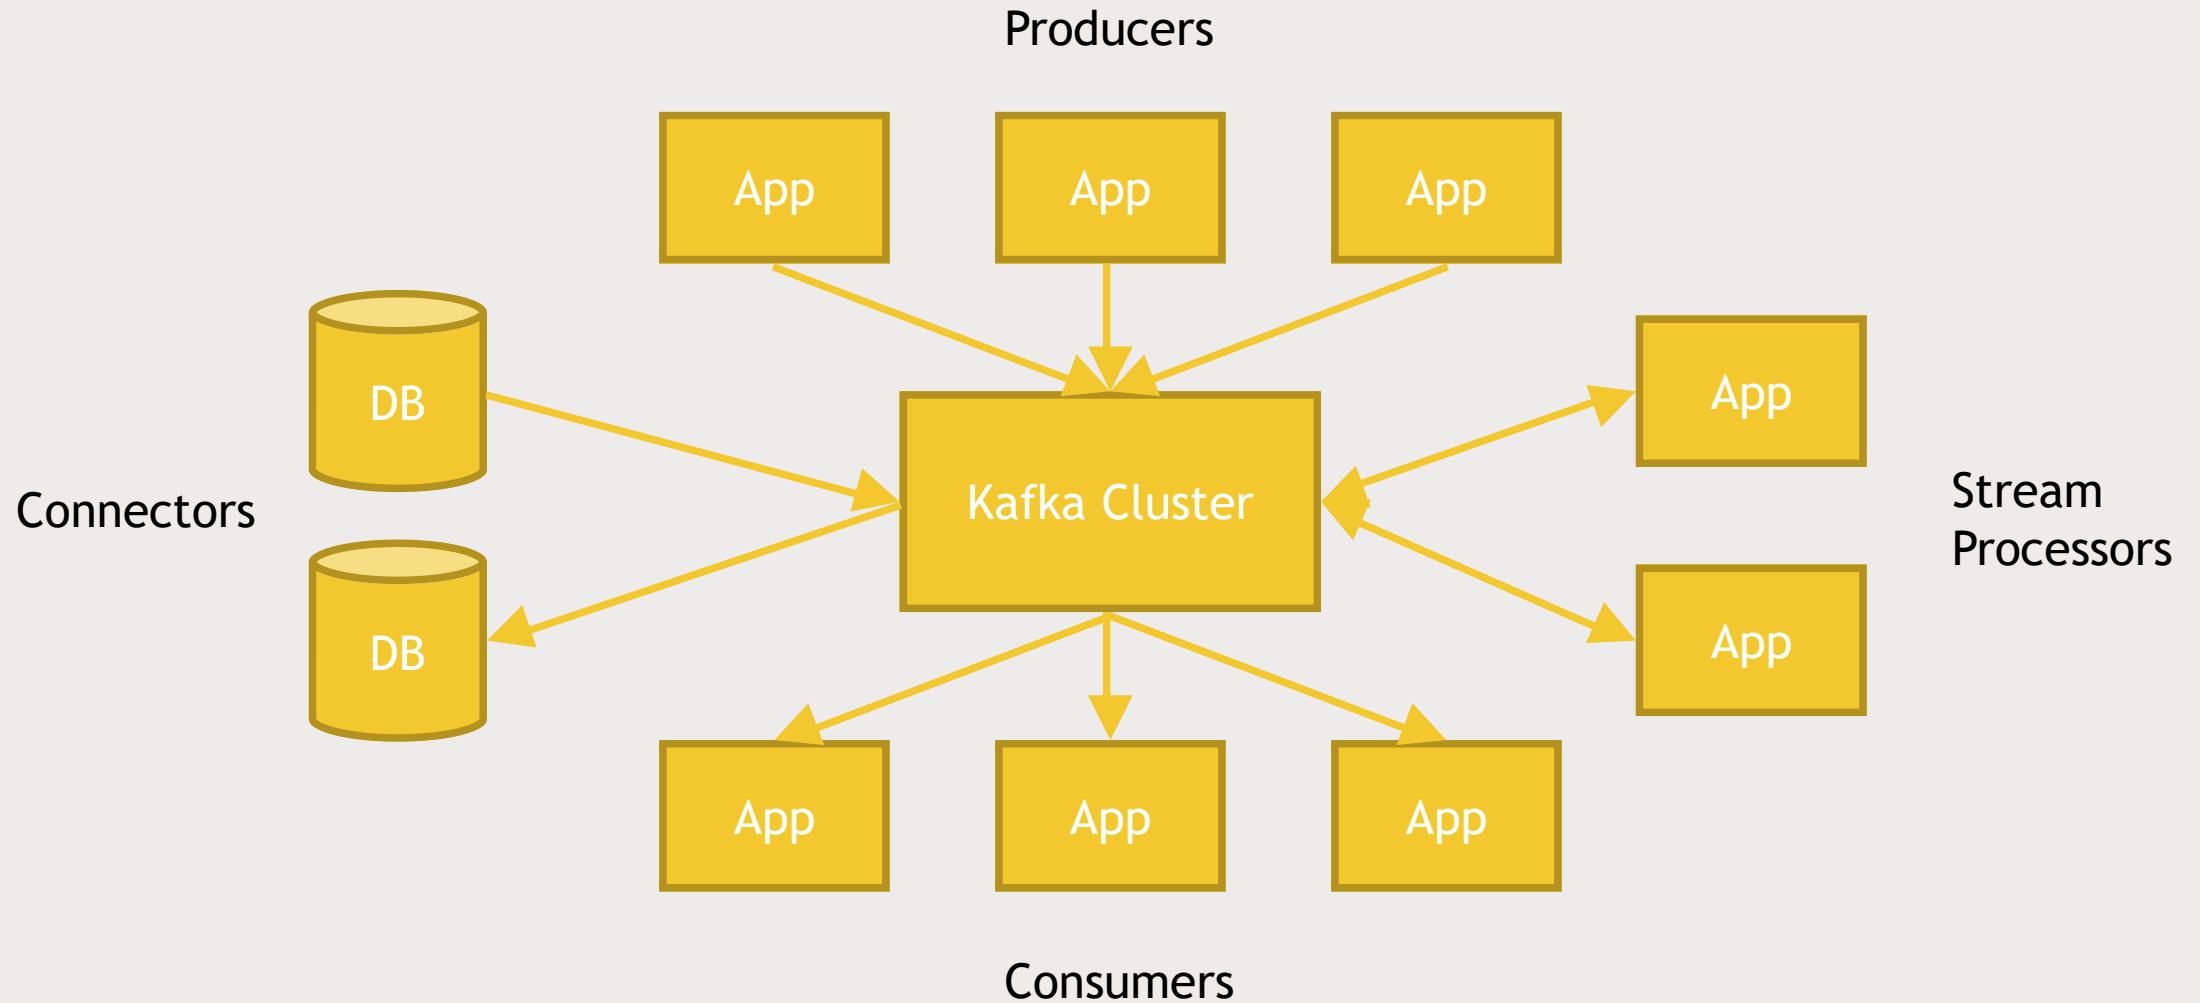 Producers
App
App
App
DB
App
Connectors
Kafka Cluster
Stream
Processors
DB
App
App
App
App
Consumers